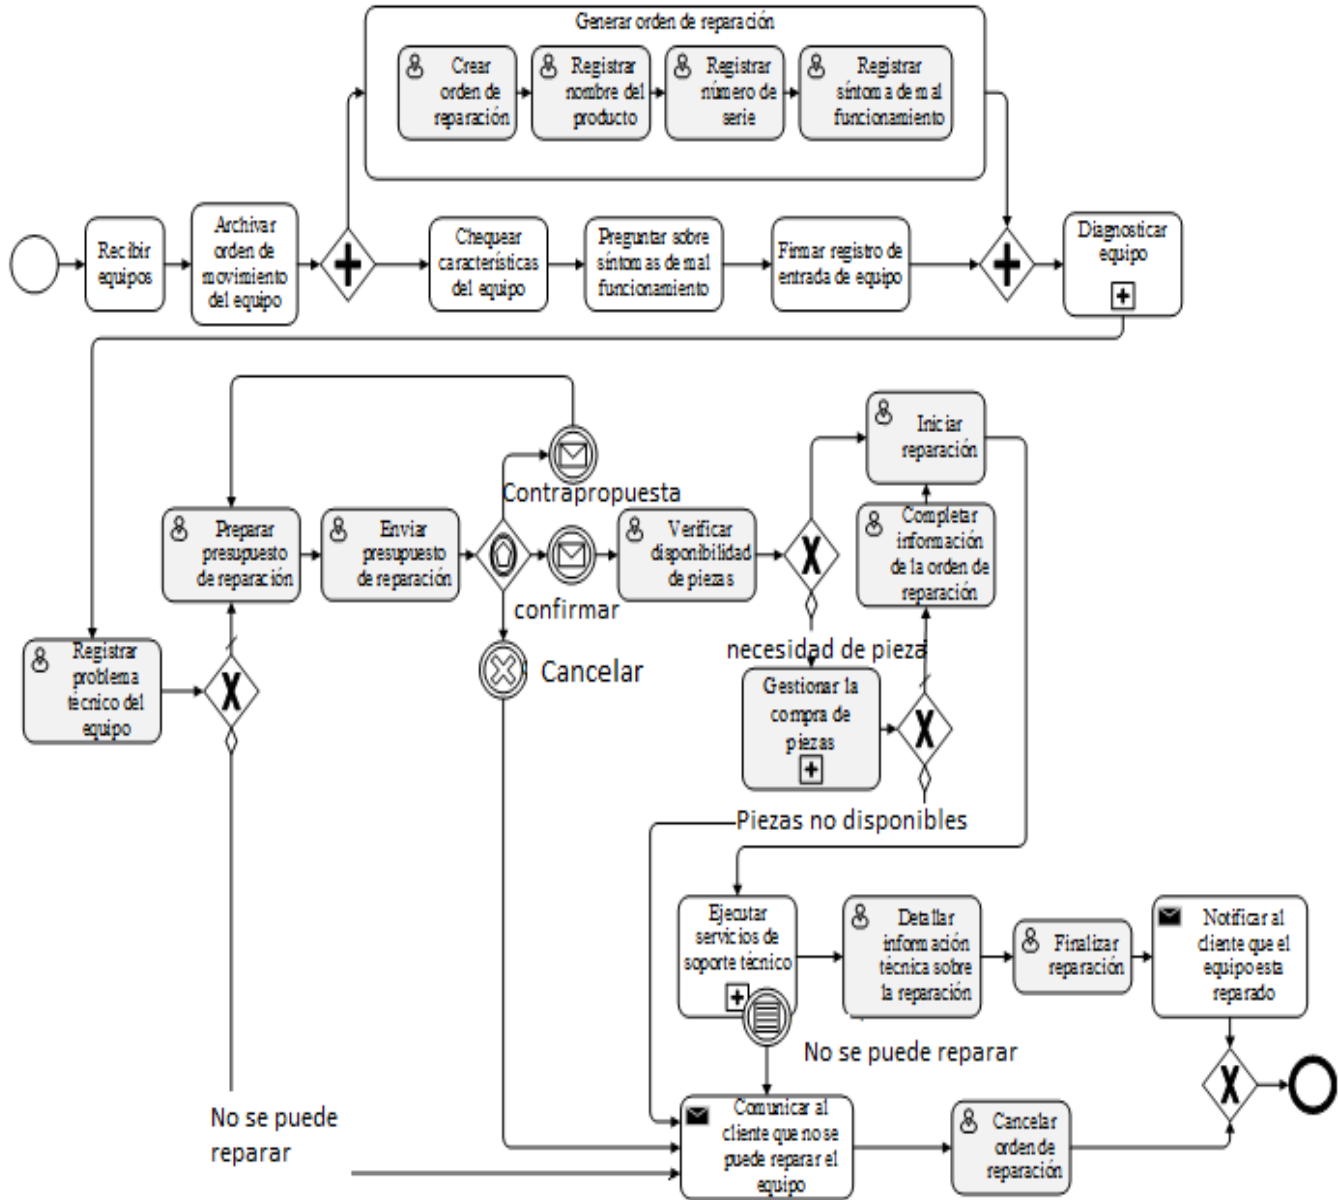 Generar orden de reparación
Crear
orden de
reparación
Registrar
nombre del
producto
Registrar
número de
serie
Registrar
síntoma de mal
funcionamiento
Recibir
equipos
Archivar
orden de
movimiento
del equipo
Chequear
características
del equipo
Preguntar sobre
síntomas de mal
funcionamiento
Firmar registro de
entrada de equipo
Diagnosticar
equipo
Iniciar
reparación
Contrapropuesta
Preparar
presupuesto
de reparación
Enviar
presupuesto
de reparación
confirmar
Verificar
disponibilidad
de piezas
Completar
información
de la orden de
reparación
Registrar
problema
técnico del
equipo
Cancelar
necesidad de pieza
Gestionar la
compra de
piezas
Piezas no disponibles
Ejecutar
servicios de
soporte técnico
Detallar
información
técnica sobre
la reparación
Finalizar
reparación
Notificar al
cliente que el
equipo esta
reparado
No se puede reparar
No se puede
reparar
Comunicar al
cliente que no se
puede reparar el
equipo
Cancelar
orden de
reparación